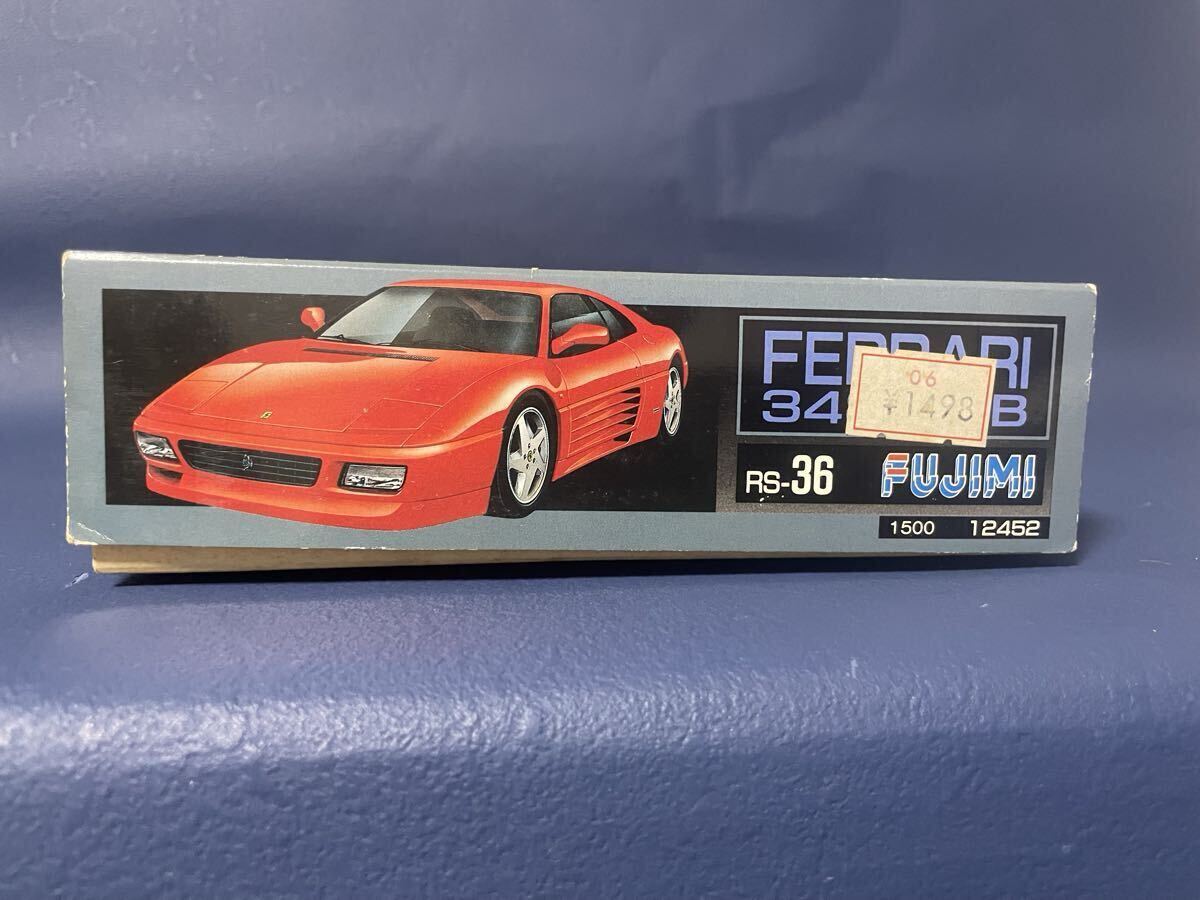 FERRARI
34 B
06
¥1498
RS-36 FUJIMI
1500 12452